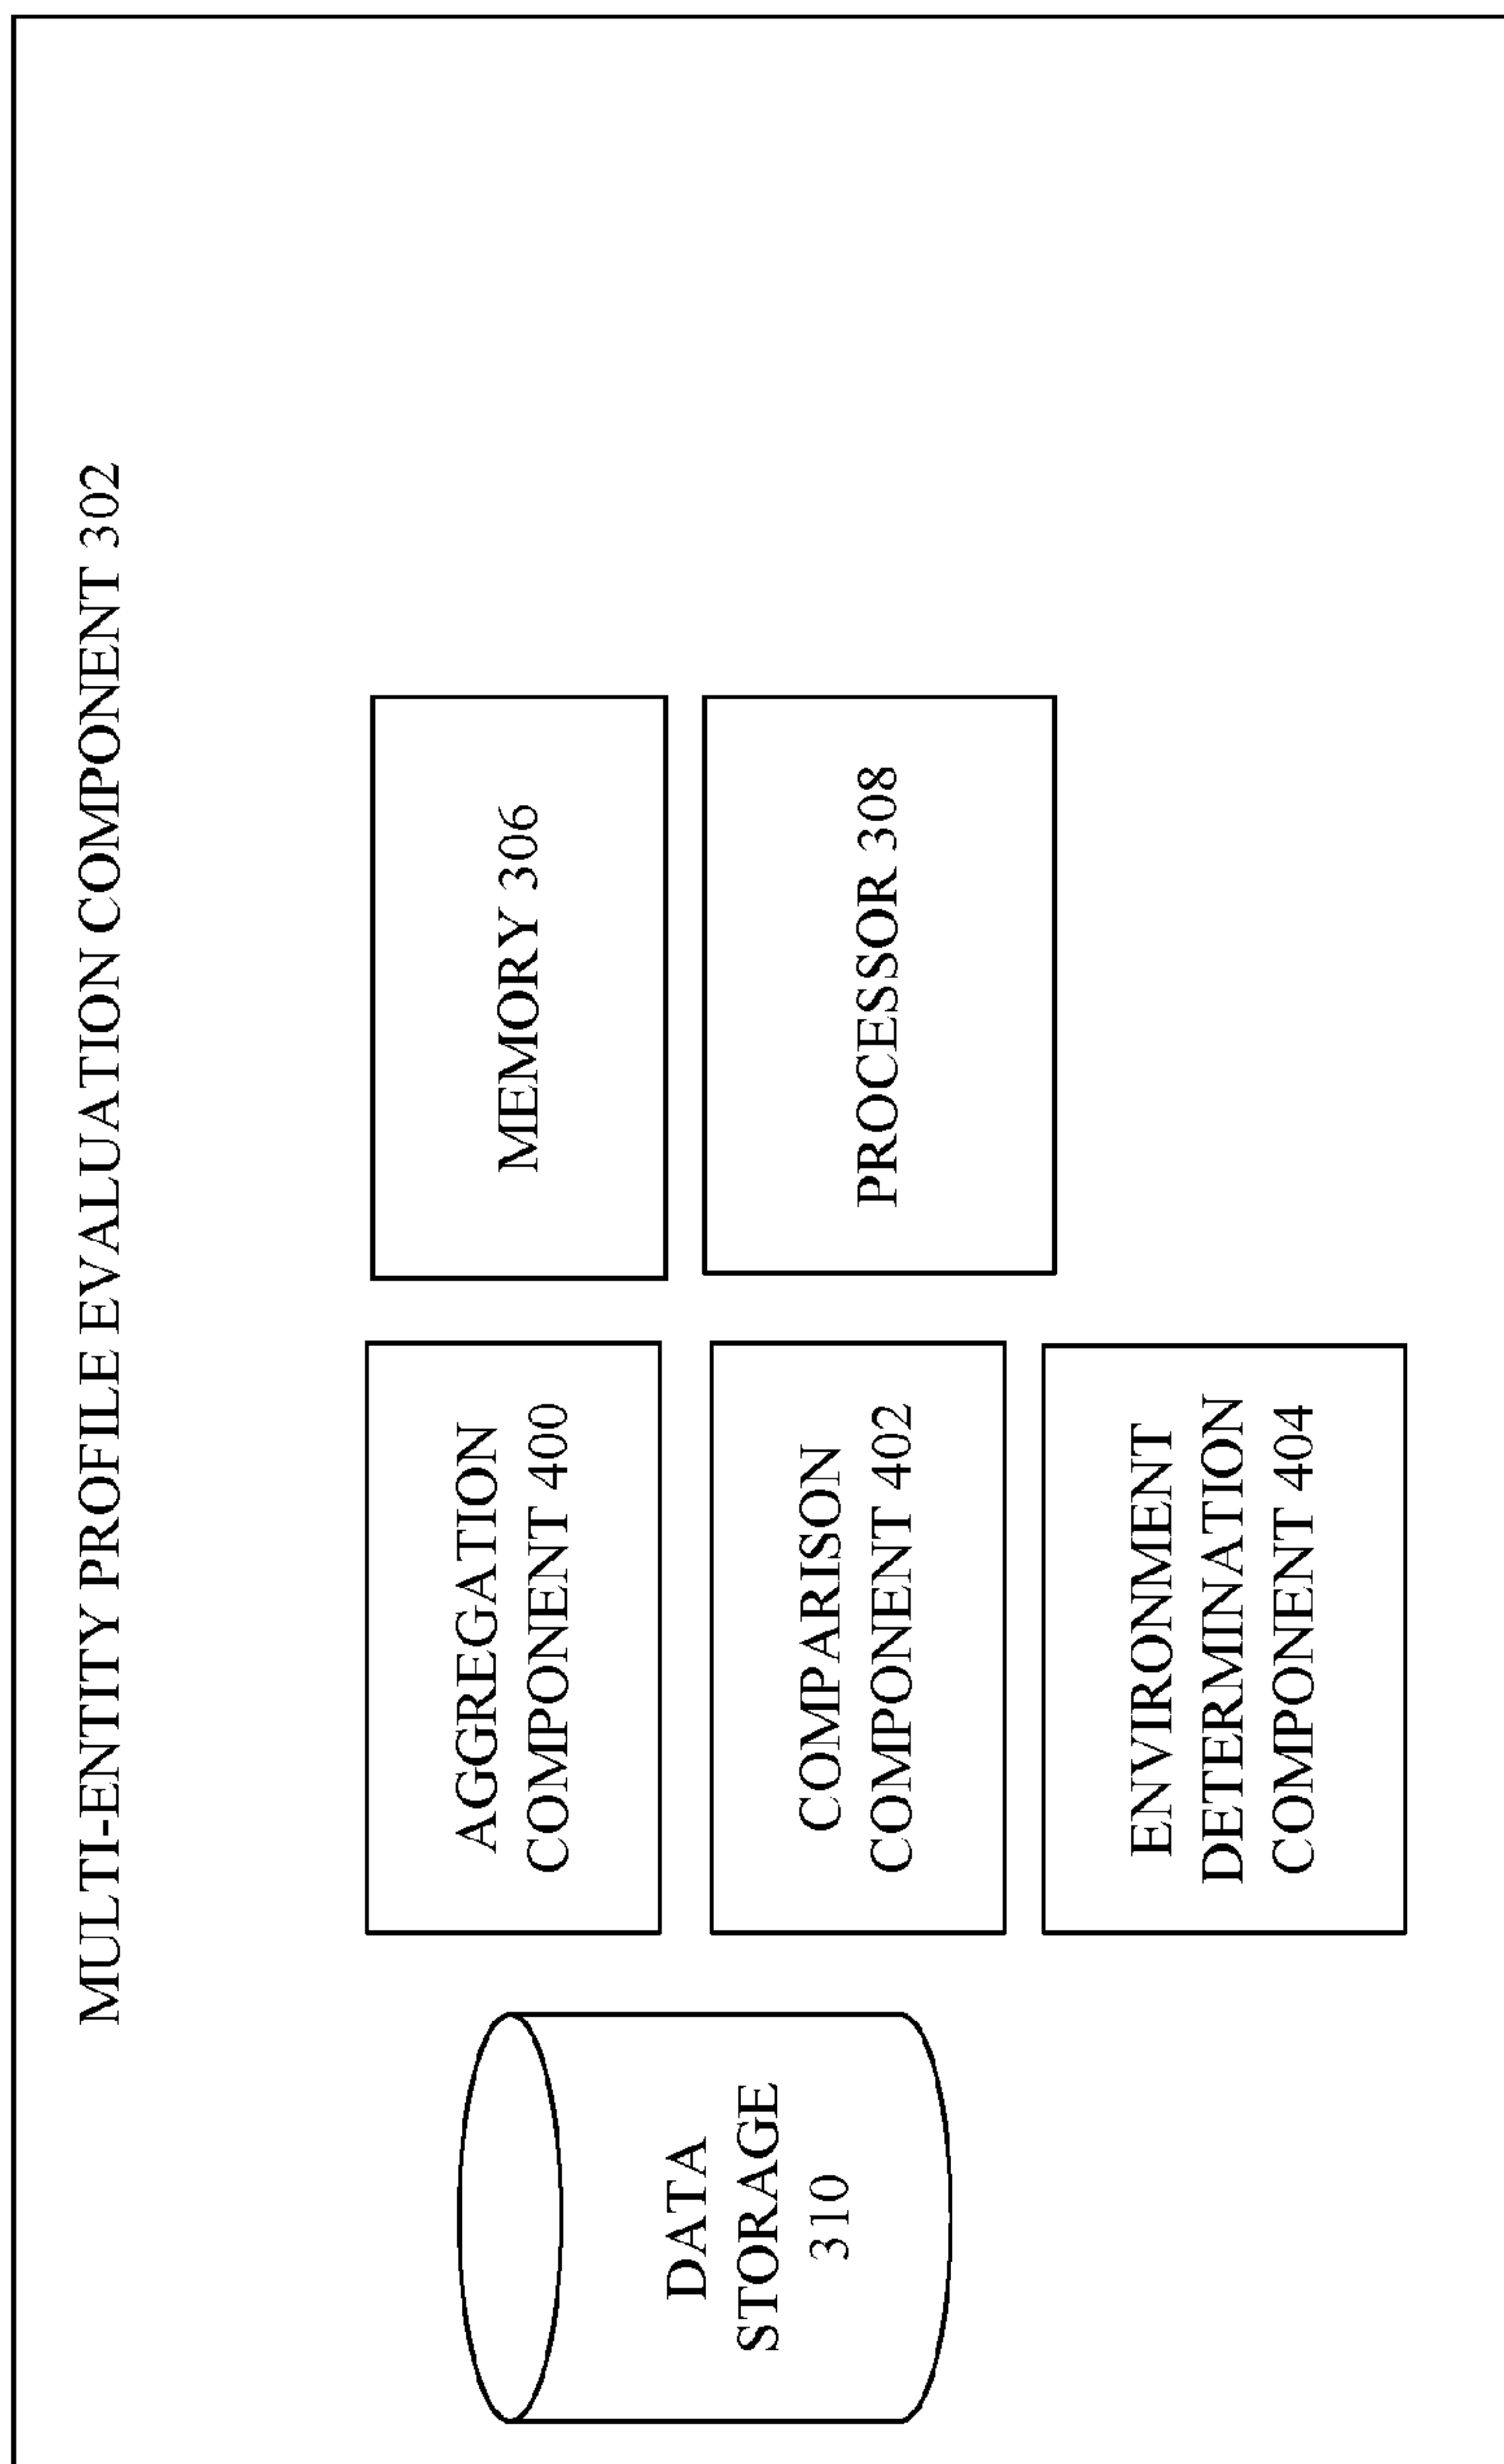 MULTI-ENTITY PROFILE EVALUATION COMPONENT 302
DATA
STORAGE
310
AGGREGATION
COMPONENT 400
COMPARISON
COMPONENT 402
ENVIRONMENT
DETERMINATION
COMPONENT 404
MEMORY 306
PROCESSOR 308